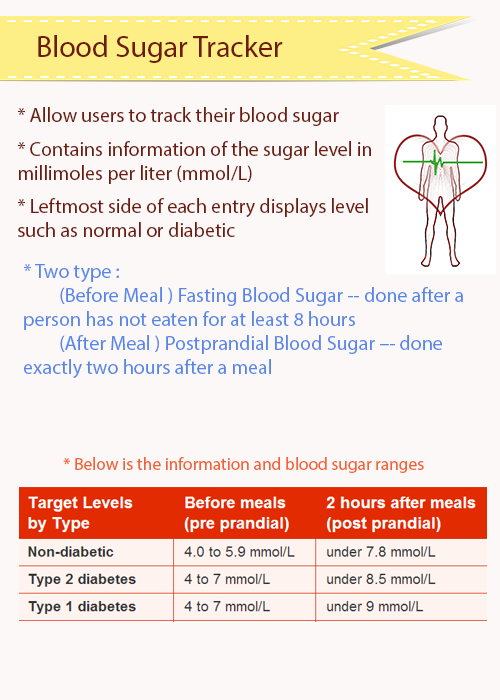 Blood Sugar Tracker
* Allow users to track their blood sugar
* Contains information of the sugar level in
millimoles per liter (mmol/L)
* Leftmost side of each entry displays level
such as normal or diabetic
* Two type :
(Before Meal ) Fasting Blood Sugar -- done after a
person has not eaten for at least 8 hours
(After Meal ) Postprandial Blood Sugar –- done
exactly two hours after a meal
* Below is the information and blood sugar ranges
Target Levels by Type | Before meals (pre prandial) | 2 hours after meals (post prandial)
Non-diabetic | 4.0 to 5.9 mmol/L | under 7.8 mmol/L
Type 2 diabetes | 4 to 7 mmol/L | under 8.5 mmol/L
Type 1 diabetes | 4 to 7 mmol/L | under 9 mmol/L